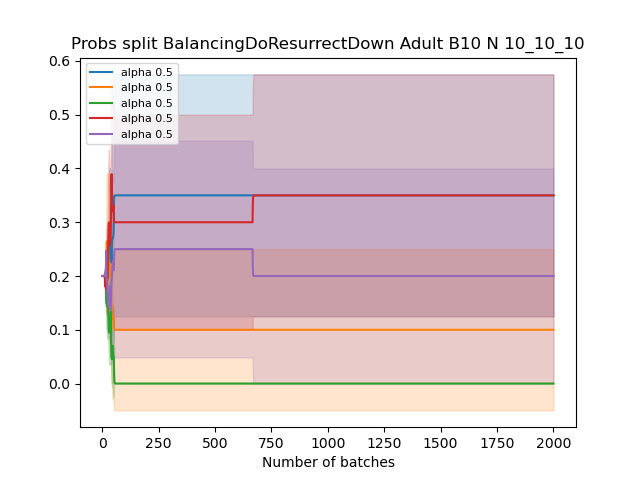 Probs split BalancingDoResurrectDown Adult B10 N 10_10_10
0.6
0.5
0.4
0.3
0.2
0.1
0.0
alpha 0.5
alpha 0.5
alpha 0.5
alpha 0.5
alpha 0.5
0 250 500 750 1000 1250 1500 1750 2000
Number of batches